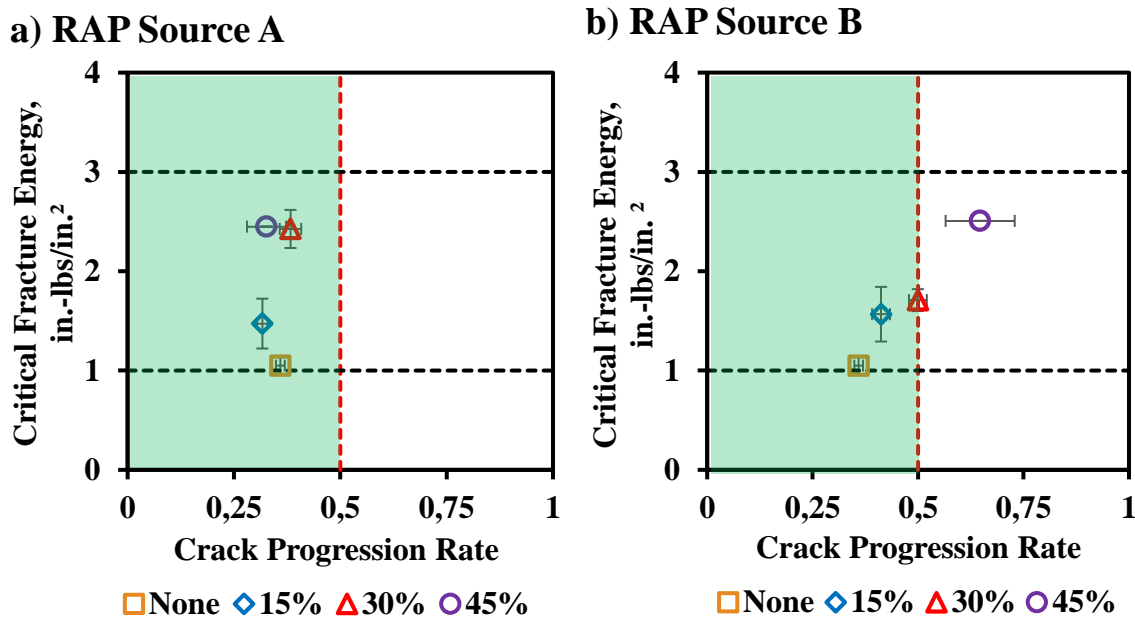 a) RAP Source A
Critical Fracture Energy,
in.-lbs/in.²
4
3
2
1
0
0 0,25 0,5 0,75 1
Crack Progression Rate
None 15% 30% 45%
b) RAP Source B
Critical Fracture Energy,
in.-lbs/in. ²
4
3
2
1
0
0 0,25 0,5 0,75 1
Crack Progression Rate
None 15% 30% 45%